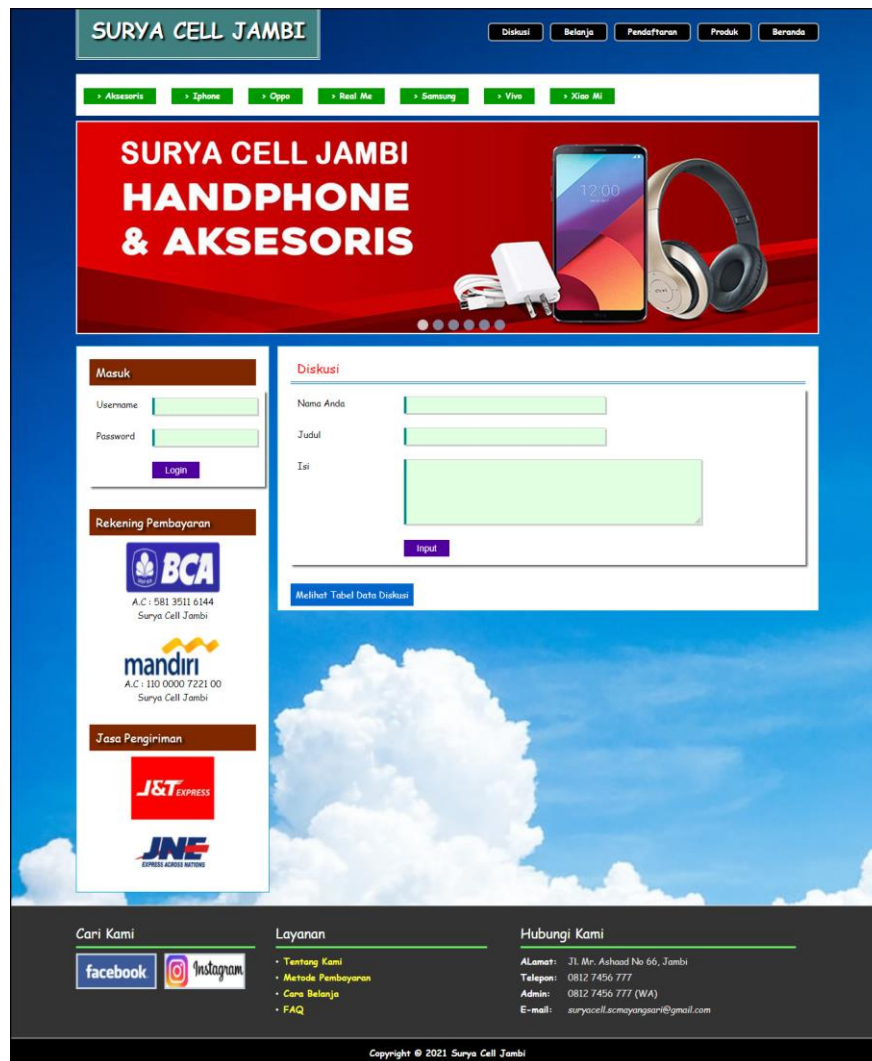 SURYA CELL JAMBI
Diskusi Belanja Pendaftaran Produk Beranda
> Aksesoris > Iphone > Oppo > Real Me > Samsung > Vivo > Xiao Mi
SURYA CELL JAMBI
HANDPHONE
& AKSESORIS
12:00
Masuk
Username
Password
Login
Rekening Pembayaran
BCA
A.C : 581 3511 6144
Surya Cell Jambi
mandiri
A.C : 110 0000 7221 00
Surya Cell Jambi
Jasa Pengiriman
J&T EXPRESS
JNE
EXPRESS ACROSS NATIONS
Diskusi
Nama Anda
Judul
Isi
Input
Melihat Tabel Data Diskusi
Cari Kami
facebook Instagram
Layanan
• Tentang Kami
• Metode Pembayaran
• Cara Belanja
• FAQ
Hubungi Kami
ALamat: Jl. Mr. Ashaad No 66, Jambi
Telepon: 0812 7456 777
Admin: 0812 7456 777 (WA)
E-mail: suryacell.scmayangsari@gmail.com
Copyright © 2021 Surya Cell Jambi